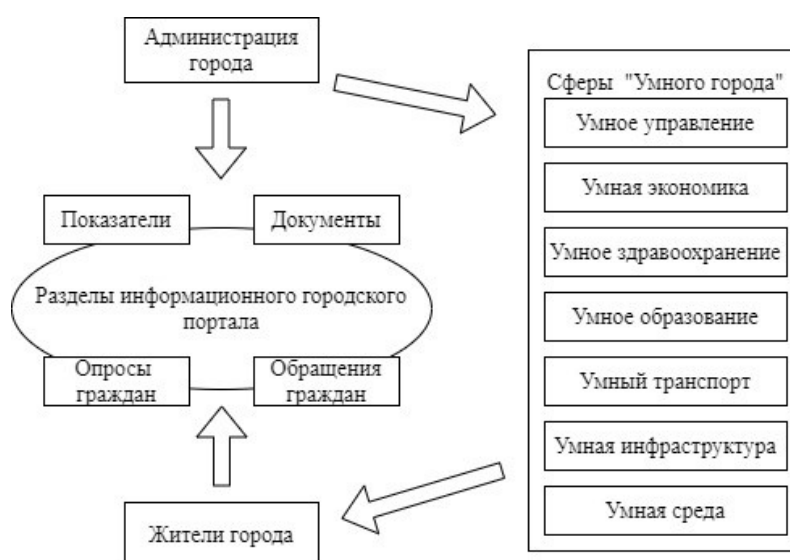 Администрация
города
Показатели
Документы
Разделы информационного городского
портала
Опросы
граждан
Обращения
граждан
Жители города
Сферы "Умного города"
Умное управление
Умная экономика
Умное здравоохранение
Умное образование
Умный транспорт
Умная инфраструктура
Умная среда